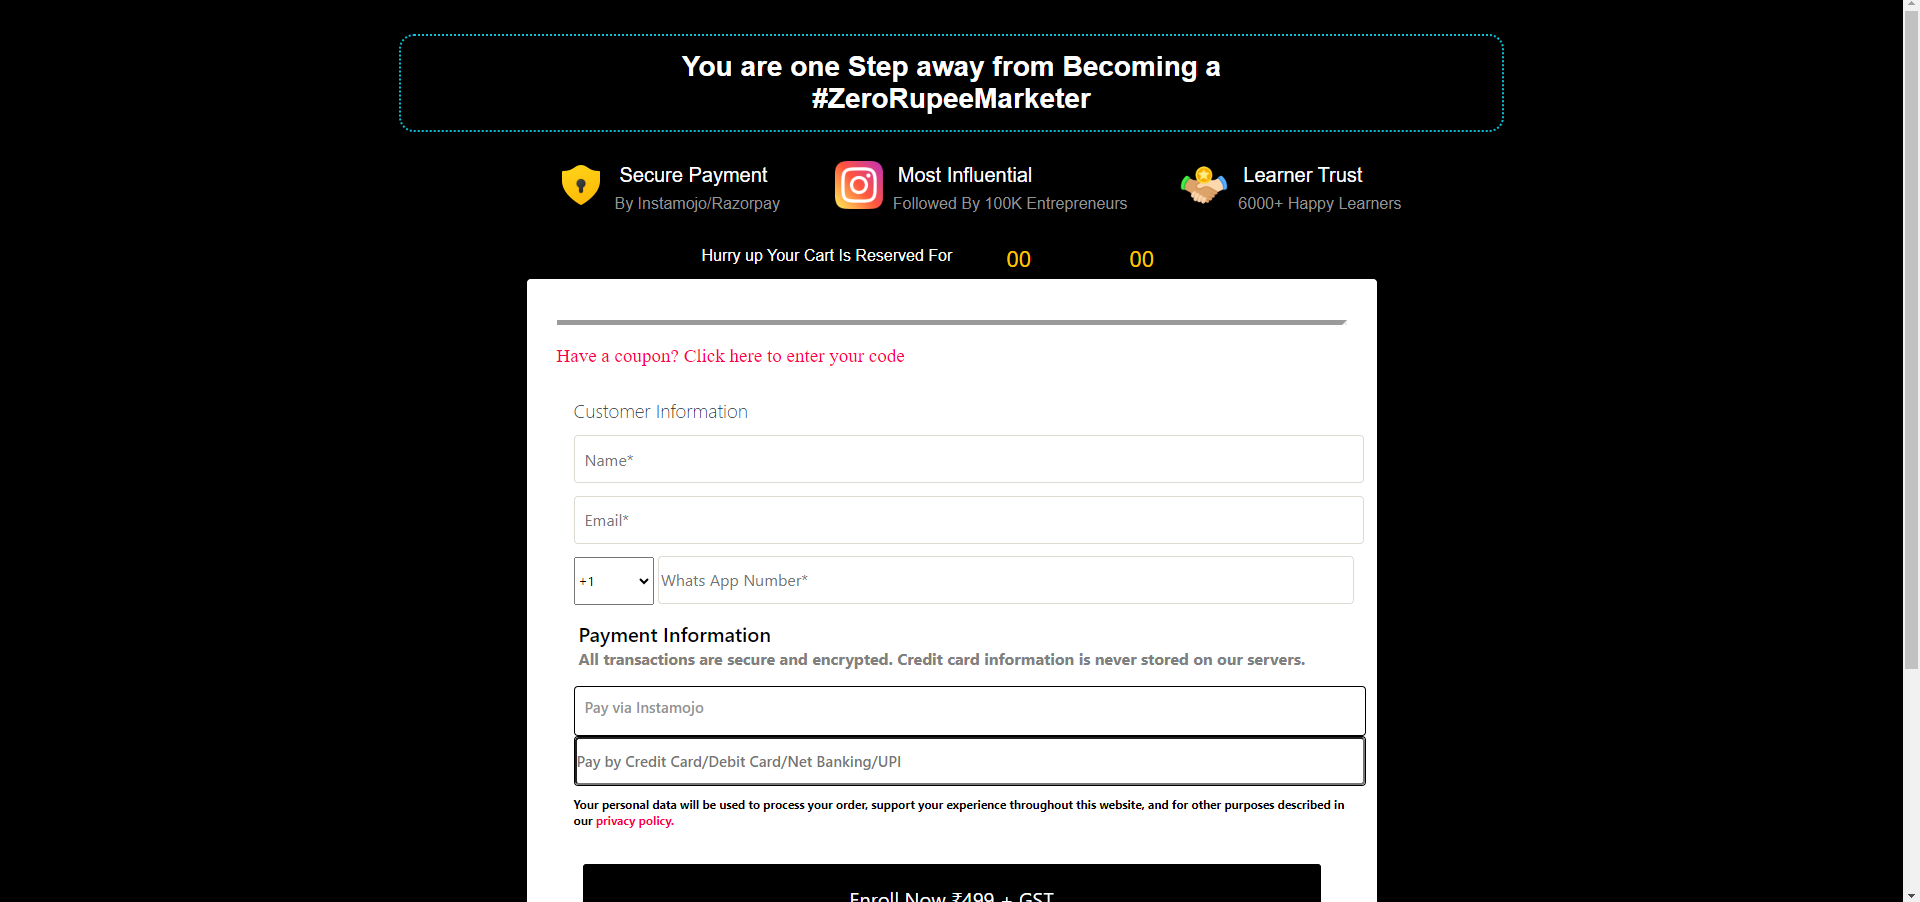 You are one Step away from Becoming a
#ZeroRupeeMarketer
Secure Payment
By Instamojo/Razorpay
Most Influential
Followed By 100K Entrepreneurs
Learner Trust
6000+ Happy Learners
Hurry up Your Cart Is Reserved For 00 00
Have a coupon? Click here to enter your code
Customer Information
Name*
Email*
+1 Whats App Number*
Payment Information
All transactions are secure and encrypted. Credit card information is never stored on our servers.
Pay via Instamojo
Pay by Credit Card/Debit Card/Net Banking/UPI
Your personal data will be used to process your order, support your experience throughout this website, and for other purposes described in
our privacy policy.
Enroll Now ₹499 + GST